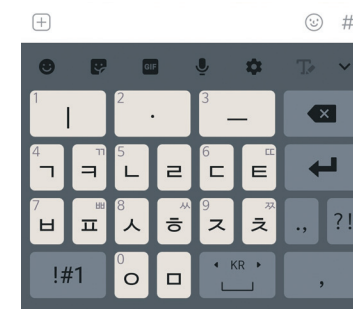 #
GIF T
1 ㅣ 2 · 3 ㅡ
4 ㄱ ㄲ ㅋ 5 ㄴ ㄹ 6 ㄷ ㄸ ㅌ
7 ㅂ ㅃ ㅍ 8 ㅅ ㅆ ㅎ 9 ㅈ ㅉ ㅊ ., ?!
!#1 0 ㅇ ㅁ KR ,